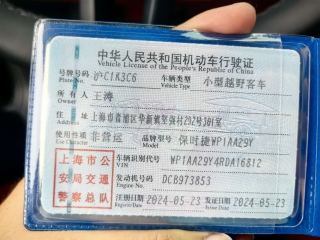 中华人民共和国机动车行驶证
Vehicle License of the People's Republic of China
号牌号码 沪C1K3C6 车辆类型 小型越野客车
Plate No. Vehicle Type
所有人 王涛
Owner
住址 上海市青浦区华新镇坚强村292号301室
Address
使用性质 非营运 品牌型号 保时捷WP1AA29Y
Use Character Model
上海市公安局交通警察总队
车辆识别代号 WP1AA29Y4RDA16812
VIN
发动机号码 DCB973853
Engine No.
注册日期 2024-05-23 发证日期 2024-05-23
Register Date Issue Date